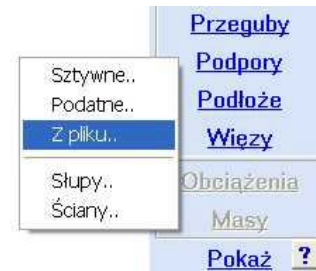 Przeguby
Podpory
Podłoże
Więzy
Obciążenia
Masy
Pokaż ?
Sztywne..
Podatne..
Z pliku..
Słupy..
Ściany..